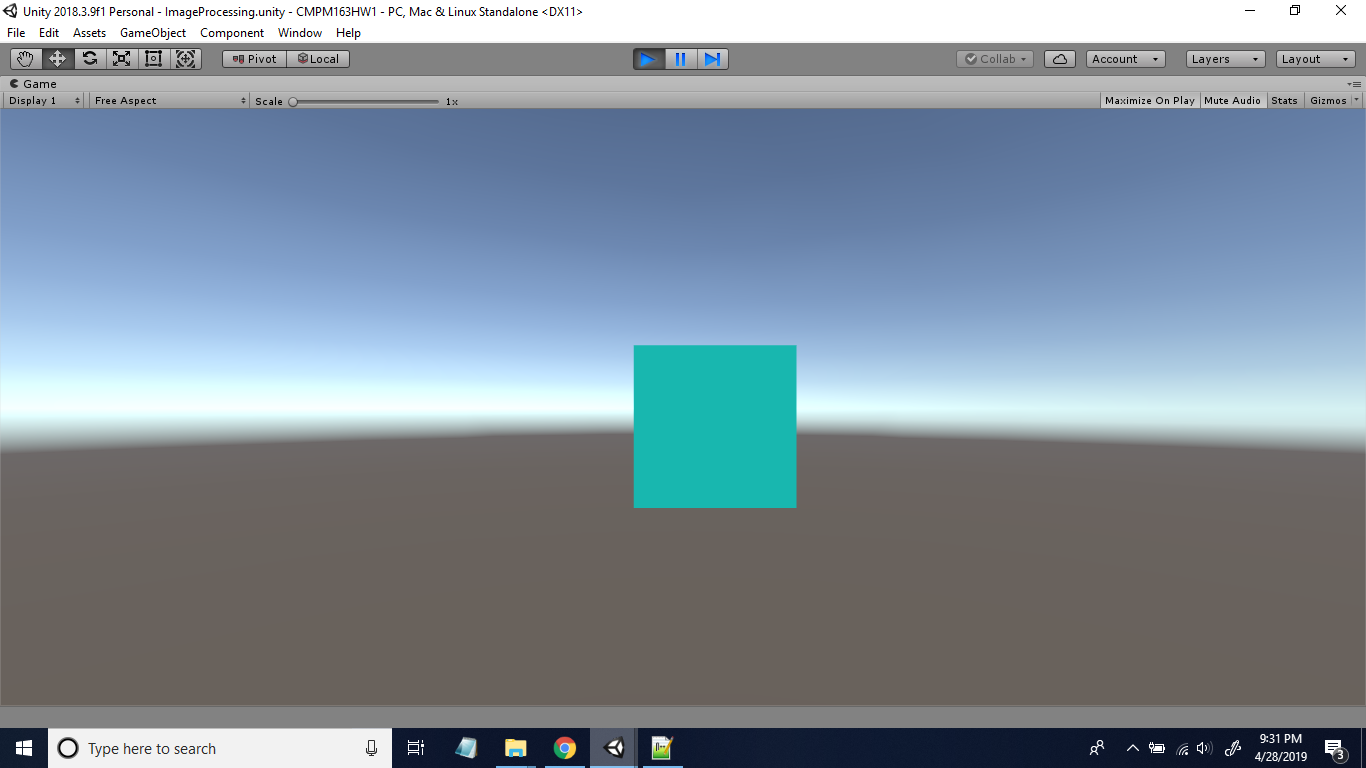 Unity 2018.3.9f1 Personal - ImageProcessing.unity - CMPM163HW1 - PC, Mac & Linux Standalone <DX11>
File Edit Assets GameObject Component Window Help
Pivot Local Collab Account Layers Layout
Game
Display 1 Free Aspect Scale 1x Maximize On Play Mute Audio Stats Gizmos
Type here to search
9:31 PM
4/28/2019
3